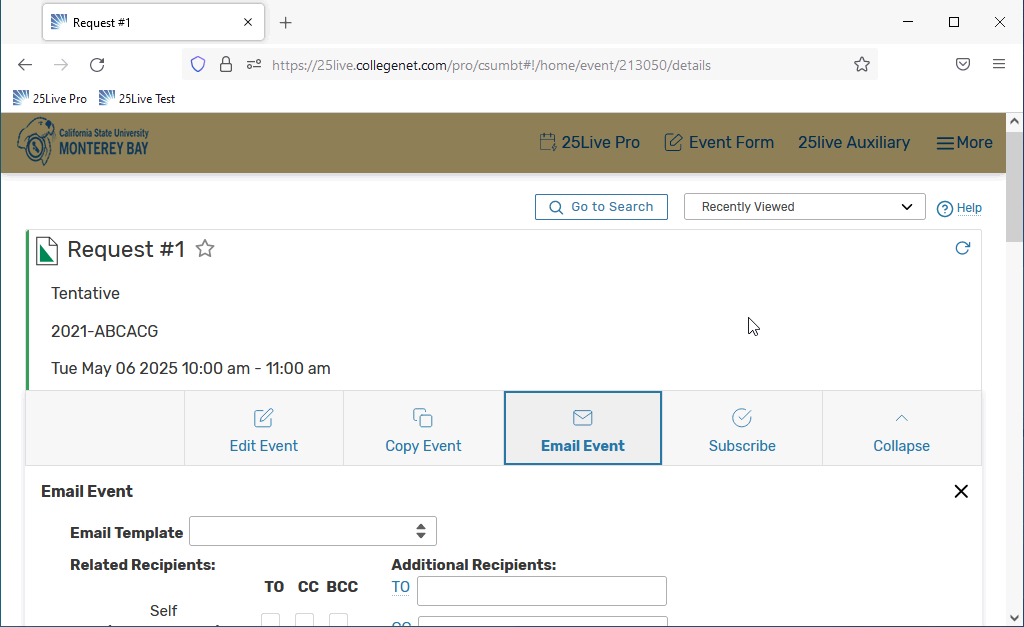 Request #1
https://25live.collegenet.com/pro/csumbt#!/home/event/213050/details
25Live Pro 25Live Test
California State University
MONTEREY BAY
25Live Pro Event Form 25live Auxiliary More
Go to Search Recently Viewed Help
Request #1
Tentative
2021-ABCACG
Tue May 06 2025 10:00 am - 11:00 am
Edit Event Copy Event Email Event Subscribe Collapse
Email Event
Email Template
Related Recipients: Additional Recipients:
TO CC BCC TO
Self